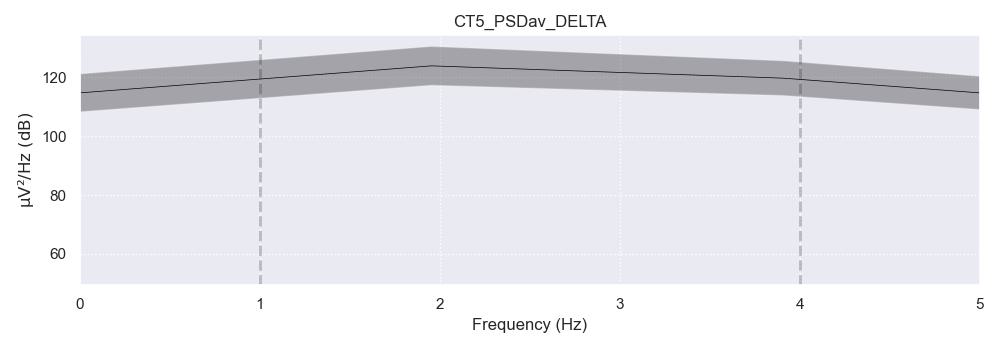 CT5_PSDav_DELTA
µV²/Hz (dB)
120
100
80
60
0 1 2 3 4 5
Frequency (Hz)